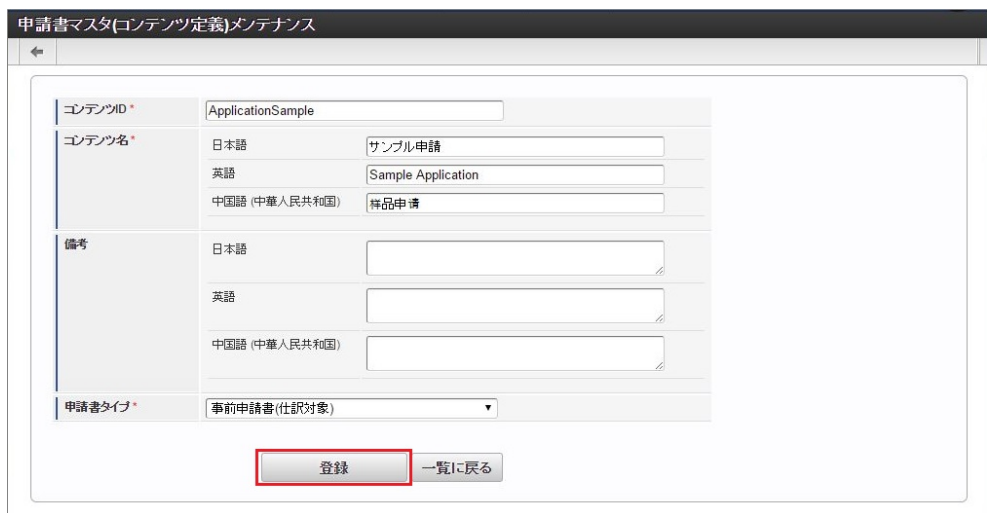 申請書マスタ(コンテンツ定義)メンテナンス
コンテンツID * ApplicationSample
コンテンツ名 * 日本語 サンプル申請
英語 Sample Application
中国語 (中華人民共和国) 样品申请
備考 日本語
英語
中国語 (中華人民共和国)
申請書タイプ * 事前申請書(仕訳対象)
登録 一覧に戻る